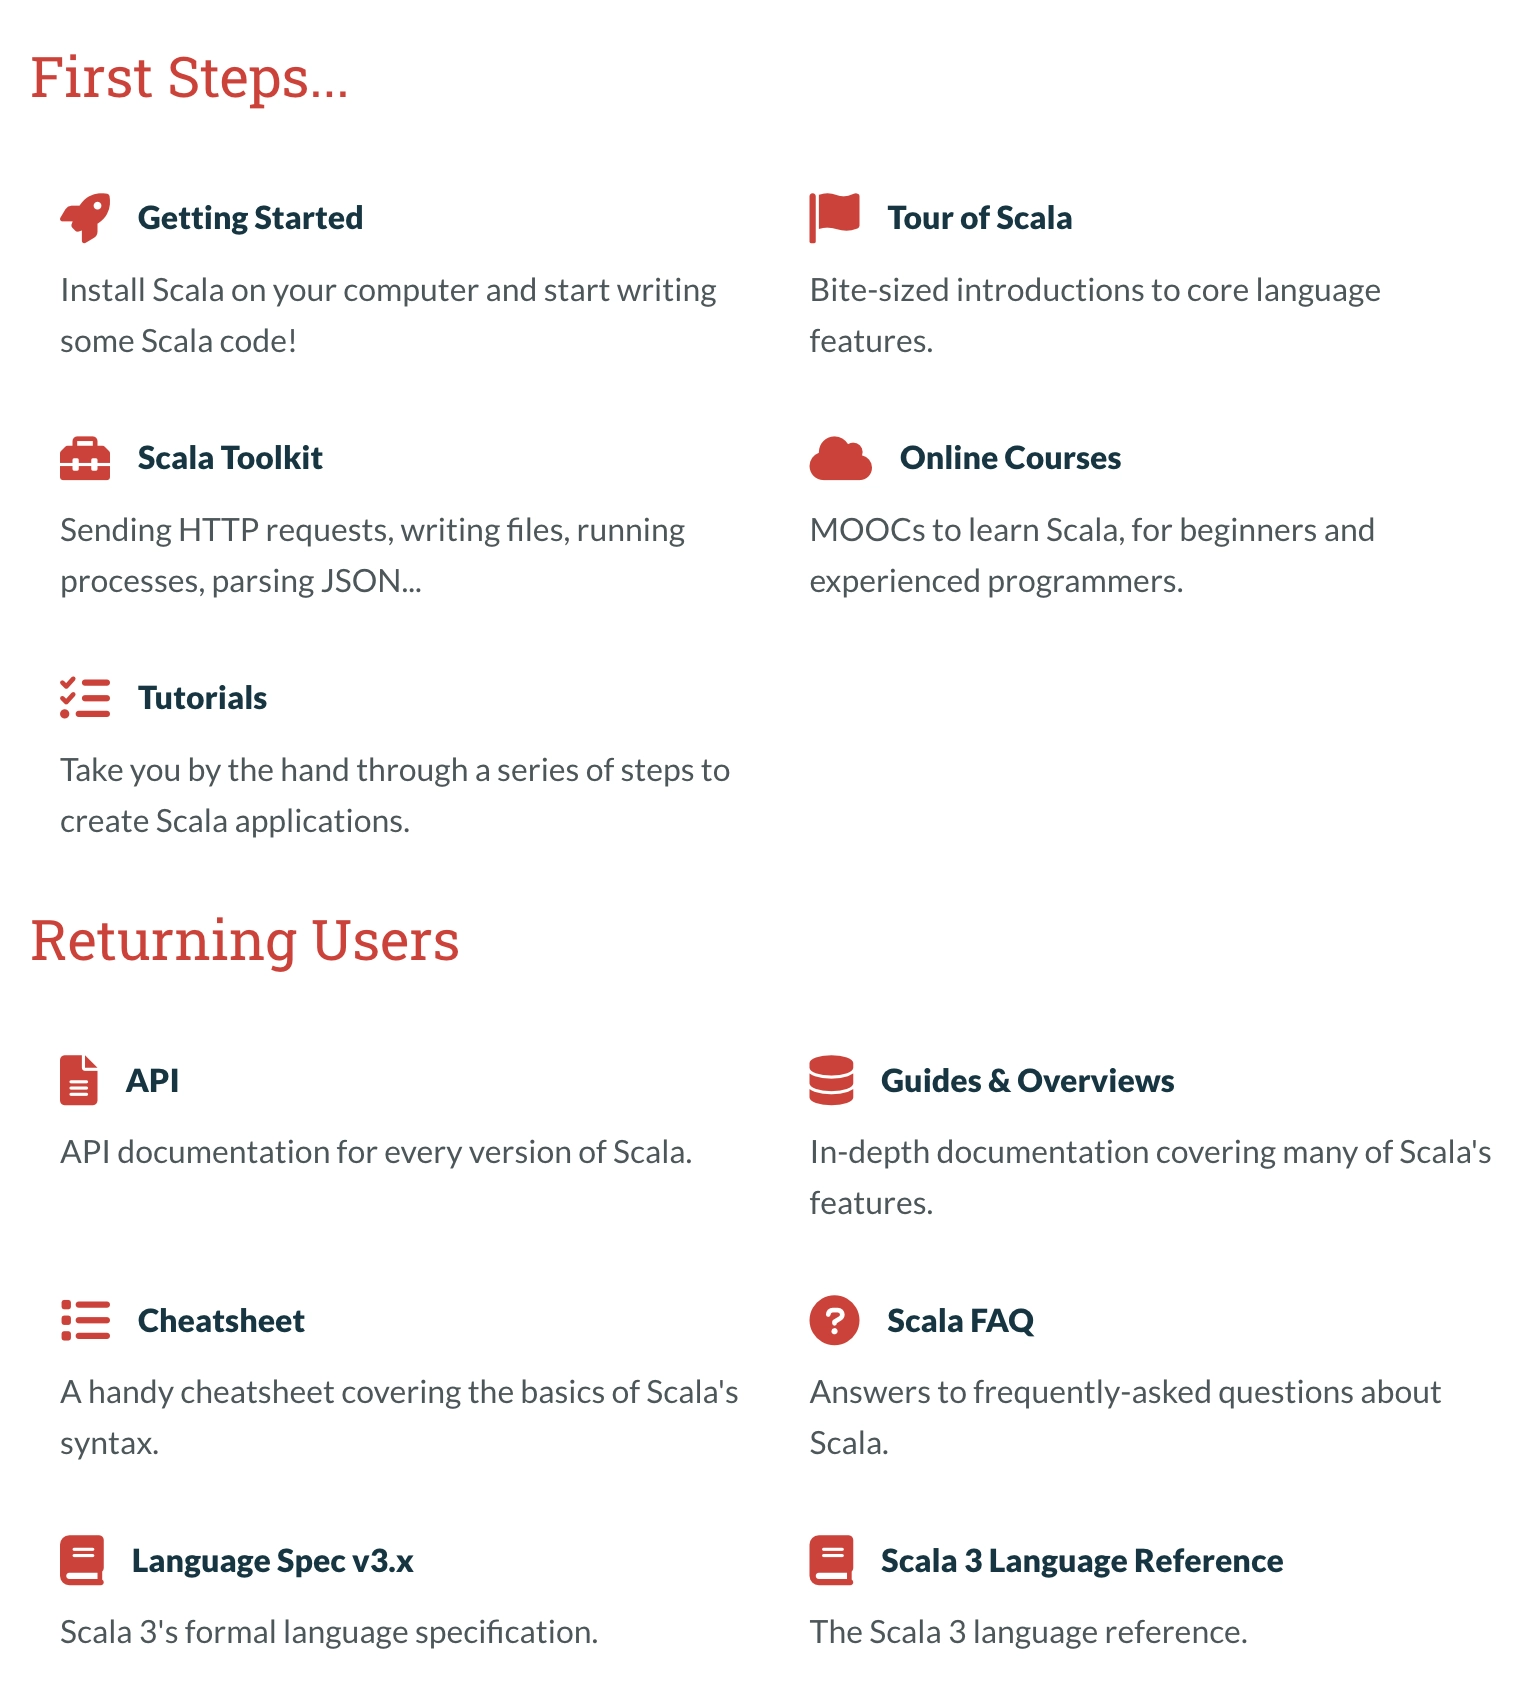 First Steps...
Getting Started
Install Scala on your computer and start writing
some Scala code!
Tour of Scala
Bite-sized introductions to core language
features.
Scala Toolkit
Sending HTTP requests, writing files, running
processes, parsing JSON...
Online Courses
MOOCs to learn Scala, for beginners and
experienced programmers.
Tutorials
Take you by the hand through a series of steps to
create Scala applications.
Returning Users
API
API documentation for every version of Scala.
Guides & Overviews
In-depth documentation covering many of Scala's
features.
Cheatsheet
A handy cheatsheet covering the basics of Scala's
syntax.
Scala FAQ
Answers to frequently-asked questions about
Scala.
Language Spec v3.x
Scala 3's formal language specification.
Scala 3 Language Reference
The Scala 3 language reference.